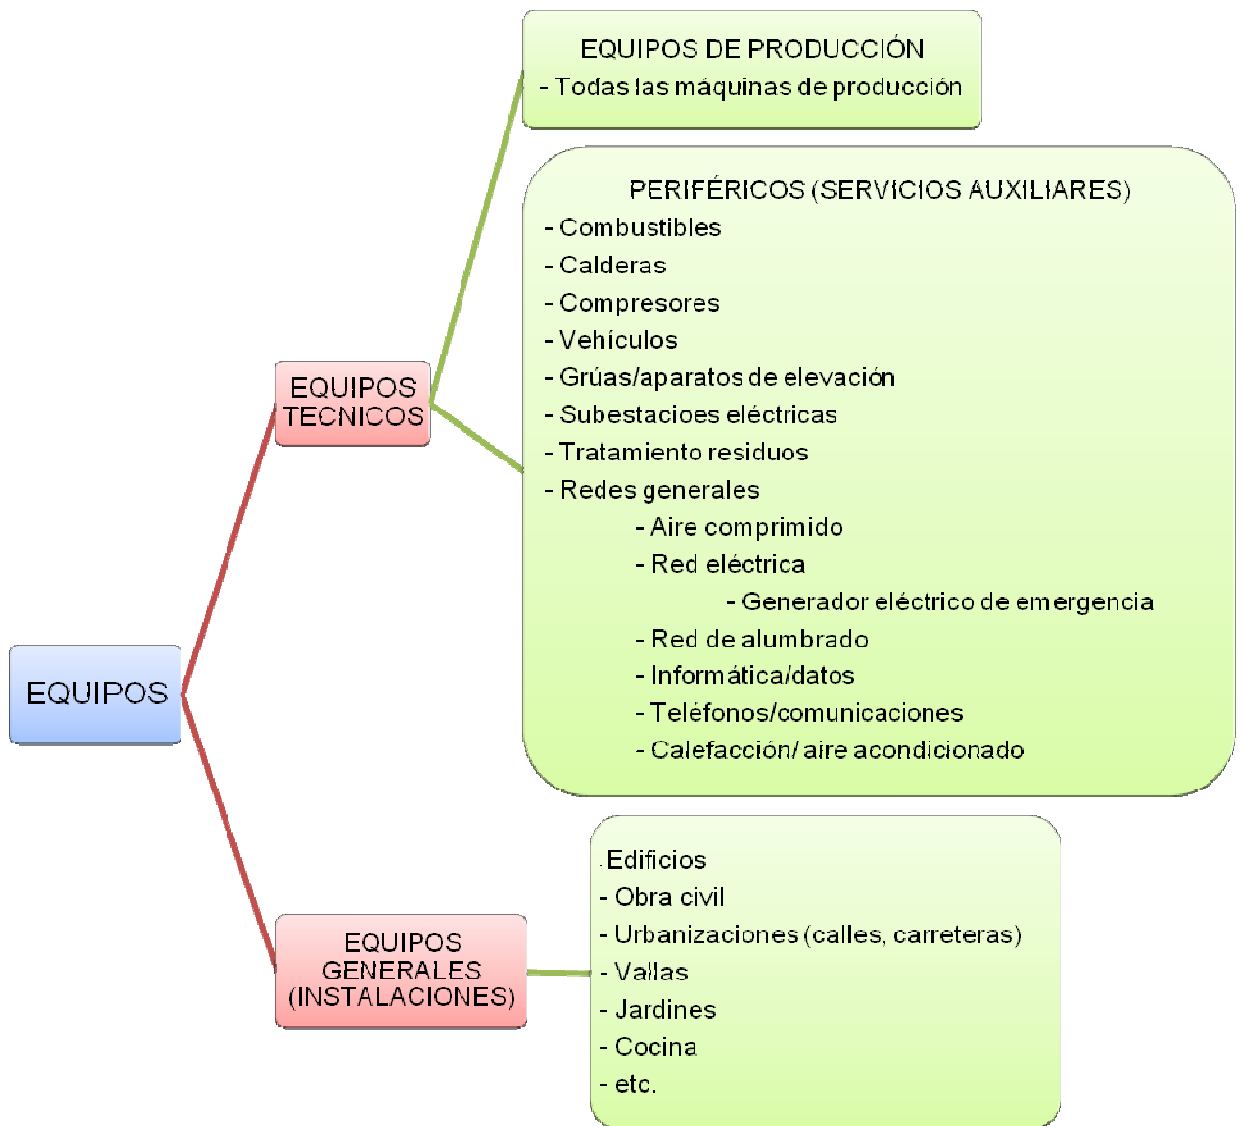 EQUIPOS DE PRODUCCIÓN
- Todas las máquinas de producción
PERIFÉRICOS (SERVICIOS AUXILIARES)
- Combustibles
- Calderas
- Compresores
- Vehículos
- Grúas/aparatos de elevación
- Subestacioes eléctricas
- Tratamiento residuos
- Redes generales
- Aire comprimido
- Red eléctrica
- Generador eléctrico de emergencia
- Red de alumbrado
- Informática/datos
- Teléfonos/comunicaciones
- Calefacción/ aire acondicionado
EQUIPOS
TECNICOS
EQUIPOS
EQUIPOS
GENERALES
(INSTALACIONES)
.Edificios
- Obra civil
- Urbanizaciones (calles, carreteras)
- Vallas
- Jardines
- Cocina
- etc.